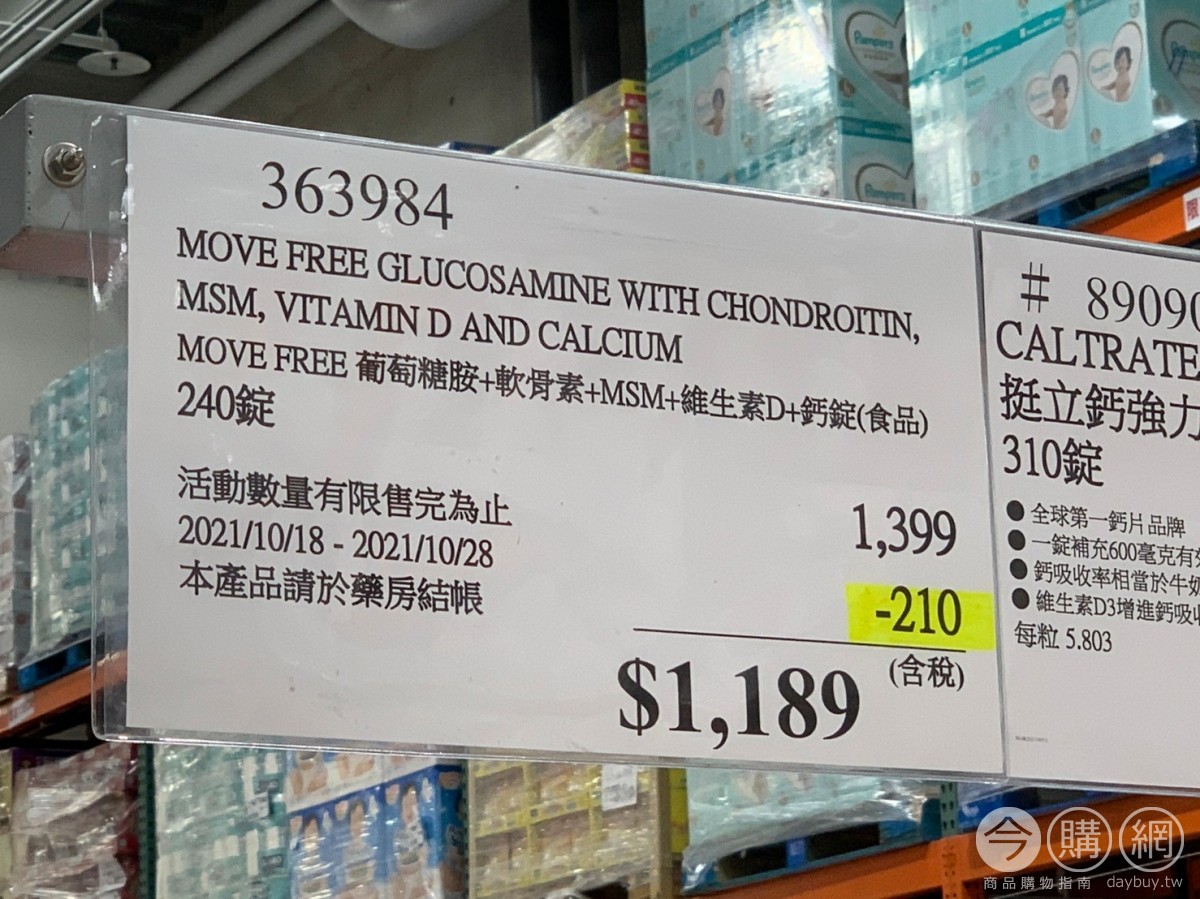 363984
MOVE FREE GLUCOSAMINE WITH CHONDROITIN,
MSM, VITAMIN D AND CALCIUM
MOVE FREE 葡萄糖胺+軟骨素+MSM+維生素D+鈣錠(食品)
240錠
活動數量有限售完為止
2021/10/18 - 2021/10/28
本產品請於藥房結帳
1,399
-210
(含稅)
$1,189
# 89090
CALTRATE
挺立鈣強力
310錠
● 全球第一鈣片品牌
● 一錠補充600毫克有
● 鈣吸收率相當於牛奶
● 維生素D3增進鈣吸收
每粒 5.803
Pampers
Pampers
今購網
商品購物指南 daybuy.tw